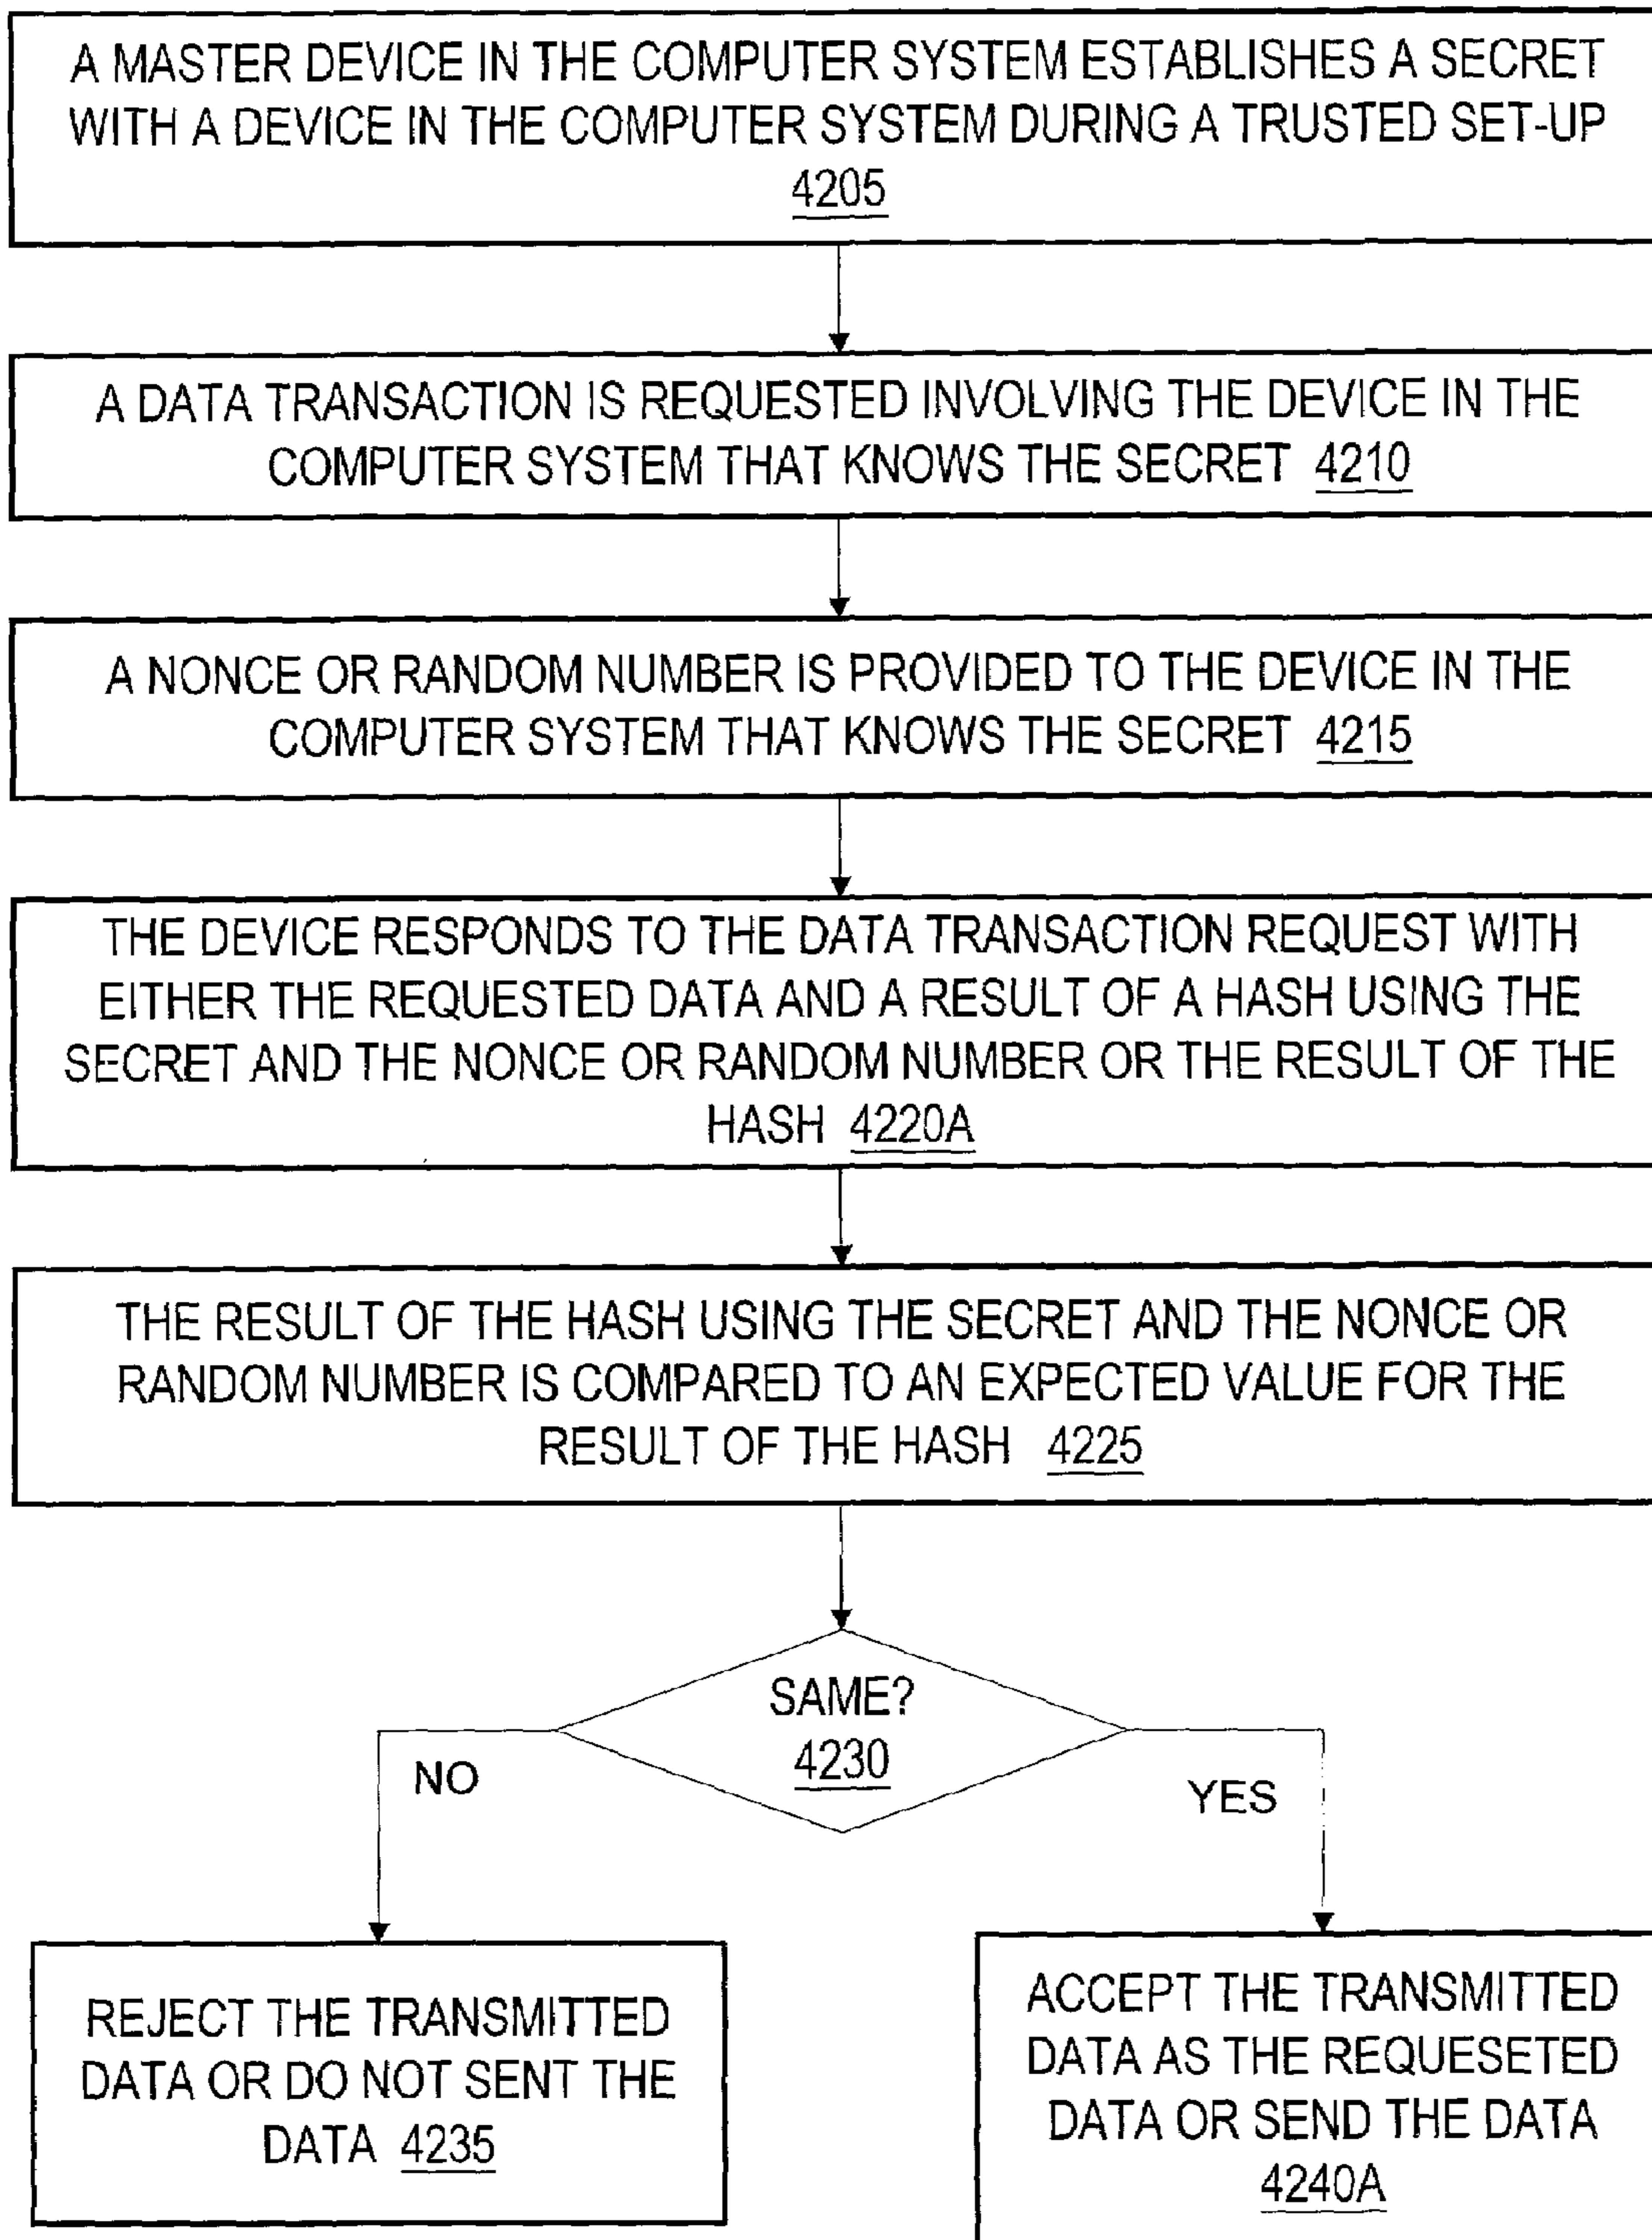 A MASTER DEVICE IN THE COMPUTER SYSTEM ESTABLISHES A SECRET
WITH A DEVICE IN THE COMPUTER SYSTEM DURING A TRUSTED SET-UP
4205
A DATA TRANSACTION IS REQUESTED INVOLVING THE DEVICE IN THE
COMPUTER SYSTEM THAT KNOWS THE SECRET 4210
A NONCE OR RANDOM NUMBER IS PROVIDED TO THE DEVICE IN THE
COMPUTER SYSTEM THAT KNOWS THE SECRET 4215
THE DEVICE RESPONDS TO THE DATA TRANSACTION REQUEST WITH
EITHER THE REQUESTED DATA AND A RESULT OF A HASH USING THE
SECRET AND THE NONCE OR RANDOM NUMBER OR THE RESULT OF THE
HASH 4220A
THE RESULT OF THE HASH USING THE SECRET AND THE NONCE OR
RANDOM NUMBER IS COMPARED TO AN EXPECTED VALUE FOR THE
RESULT OF THE HASH 4225
SAME?
4230
NO
YES
REJECT THE TRANSMITTED
DATA OR DO NOT SENT THE
DATA 4235
ACCEPT THE TRANSMITTED
DATA AS THE REQUESETED
DATA OR SEND THE DATA
4240A